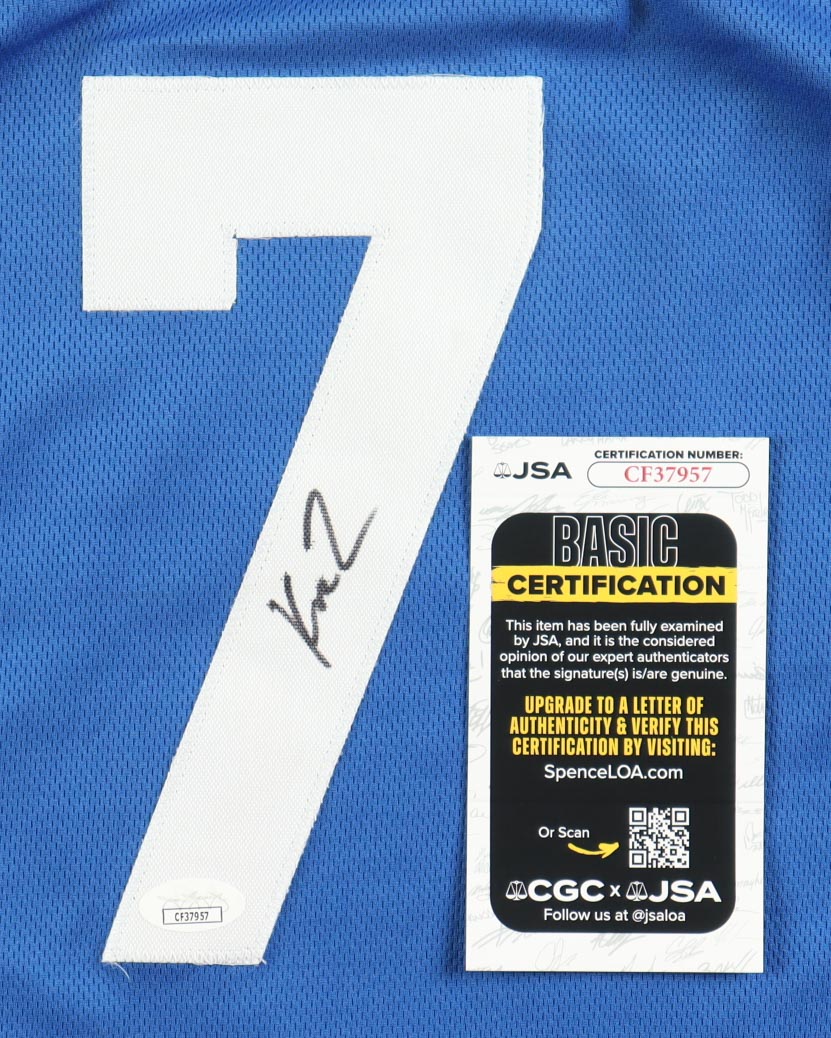 7
CF37957
JSA
CERTIFICATION NUMBER:
CF37957
BASIC
CERTIFICATION
This item has been fully examined
by JSA, and it is the considered
opinion of our expert authenticators
that the signature(s) is/are genuine.
UPGRADE TO A LETTER OF
AUTHENTICITY & VERIFY THIS
CERTIFICATION BY VISITING:
SpenceLOA.com
Or Scan
CGC x JSA
Follow us at @jsaloa